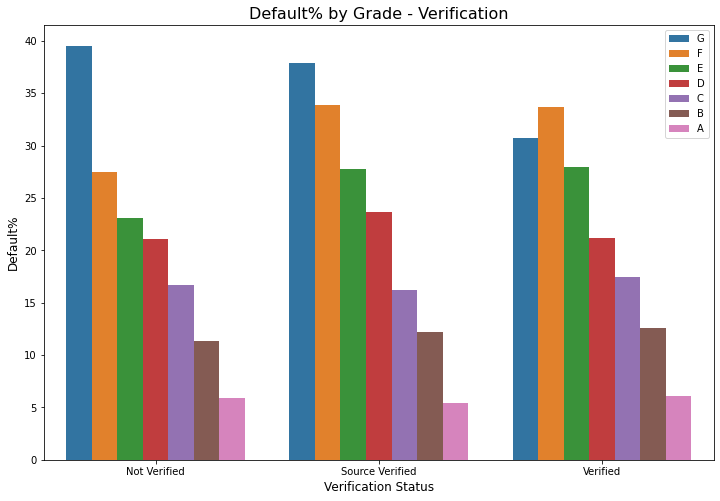 Default% by Grade - Verification
G
F
E
D
C
B
A
Default%
40
35
30
25
20
15
10
5
0
Not Verified
Source Verified
Verified
Verification Status